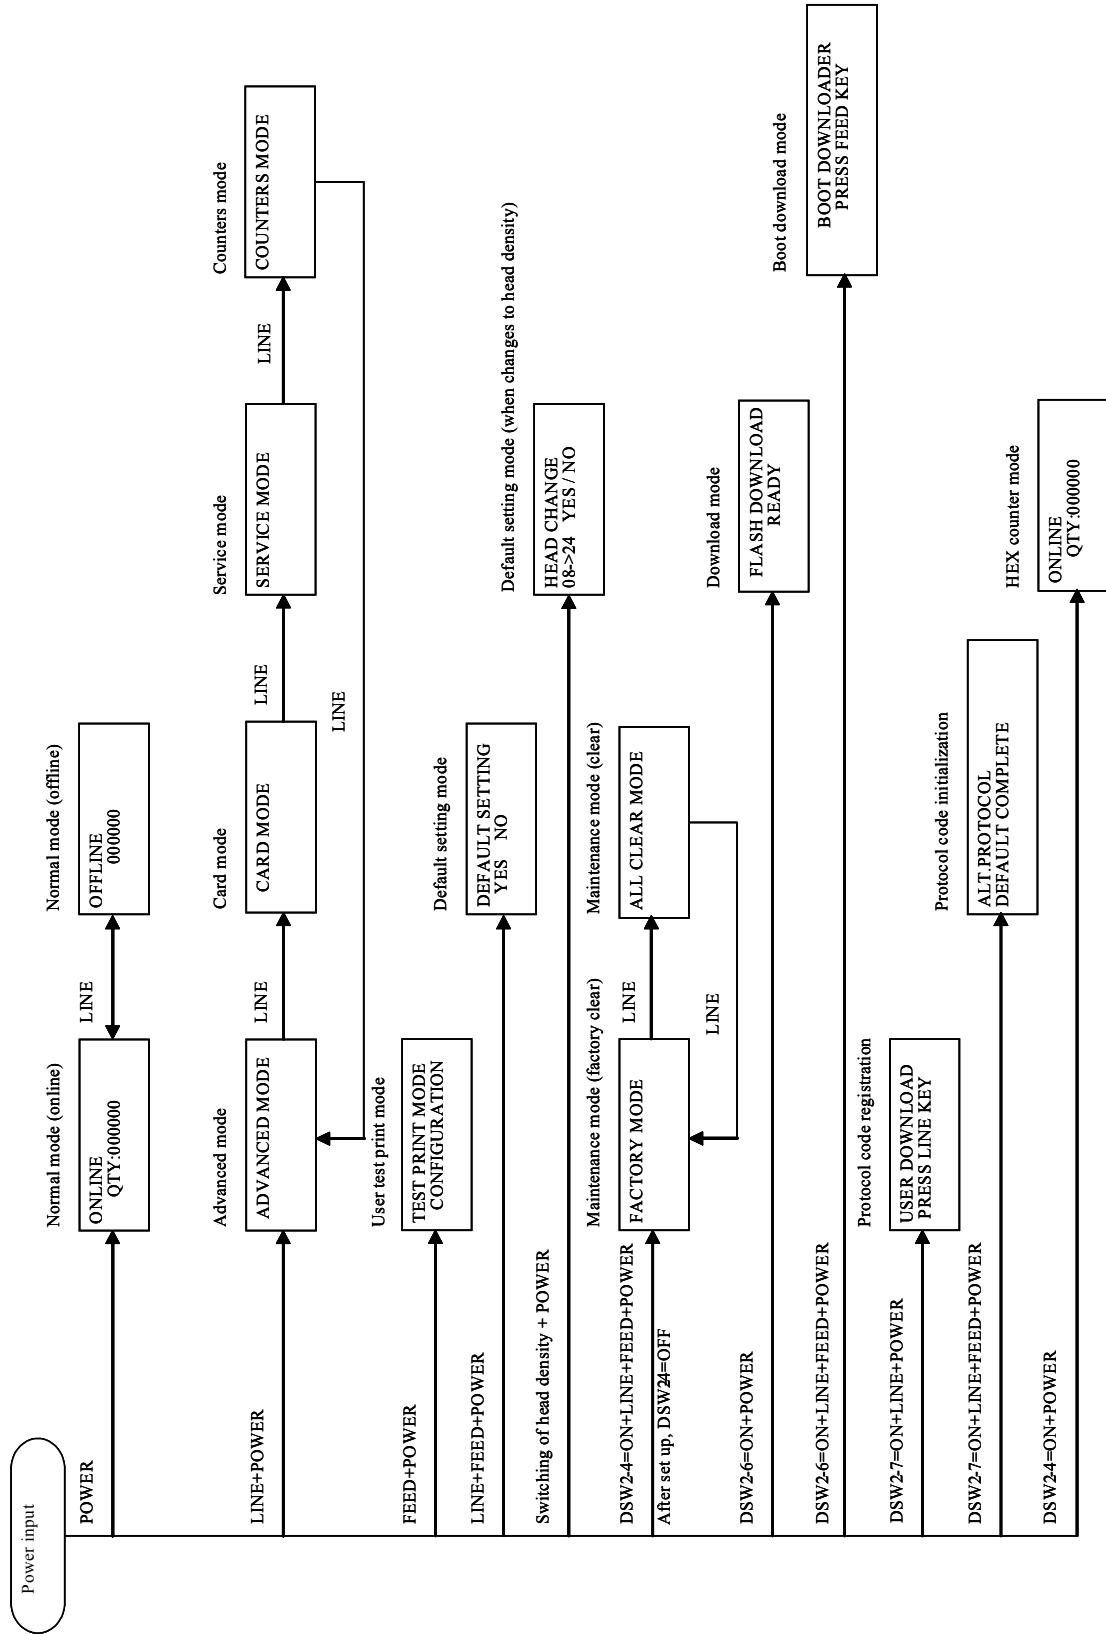 Power input
POWER
Normal mode (online)
ONLINE
QTY:000000
LINE
Normal mode (offline)
OFFLINE
000000
LINE+POWER
Advanced mode
ADVANCED MODE
LINE
Card mode
CARD MODE
LINE
Service mode
SERVICE MODE
LINE
Counters mode
COUNTERS MODE
LINE
FEED+POWER
User test print mode
TEST PRINT MODE
CONFIGURATION
LINE+FEED+POWER
Default setting mode
DEFAULT SETTING
YES NO
Switching of head density + POWER
Default setting mode (when changes to head density)
HEAD CHANGE
08->24 YES / NO
DSW2-4=ON+LINE+FEED+POWER
After set up, DSW24=OFF
Maintenance mode (factory clear)
FACTORY MODE
LINE
Maintenance mode (clear)
ALL CLEAR MODE
LINE
DSW2-6=ON+POWER
Download mode
FLASH DOWNLOAD
READY
DSW2-6=ON+LINE+FEED+POWER
Boot download mode
BOOT DOWNLOADER
PRESS FEED KEY
DSW2-7=ON+LINE+POWER
Protocol code registration
USER DOWNLOAD
PRESS LINE KEY
DSW2-7=ON+LINE+FEED+POWER
Protocol code initialization
ALT.PROTOCOL
DEFAULT COMPLETE
DSW2-4=ON+POWER
HEX counter mode
ONLINE
QTY:000000